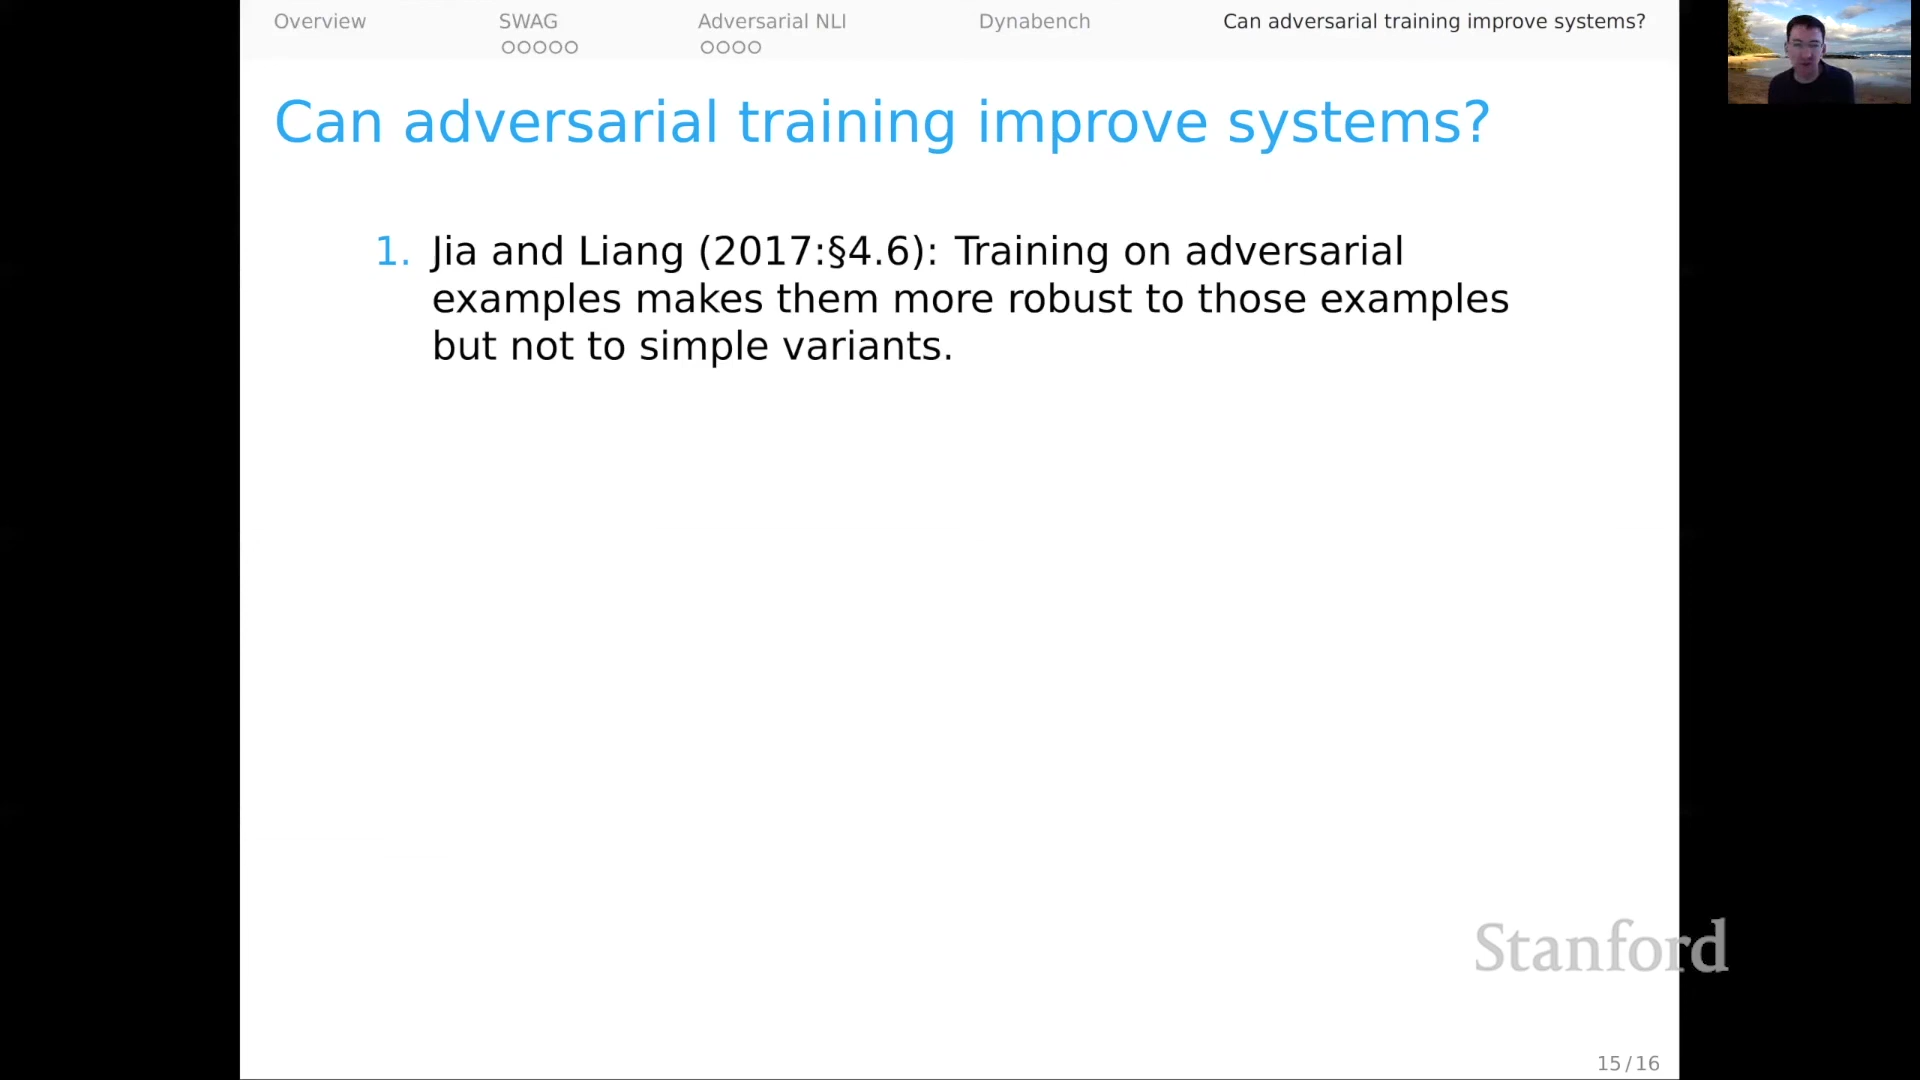 Overview SWAG Adversarial NLI Dynabench Can adversarial training improve systems?
Can adversarial training improve systems?
1. Jia and Liang (2017:§4.6): Training on adversarial
examples makes them more robust to those examples
but not to simple variants.
Stanford
15/16